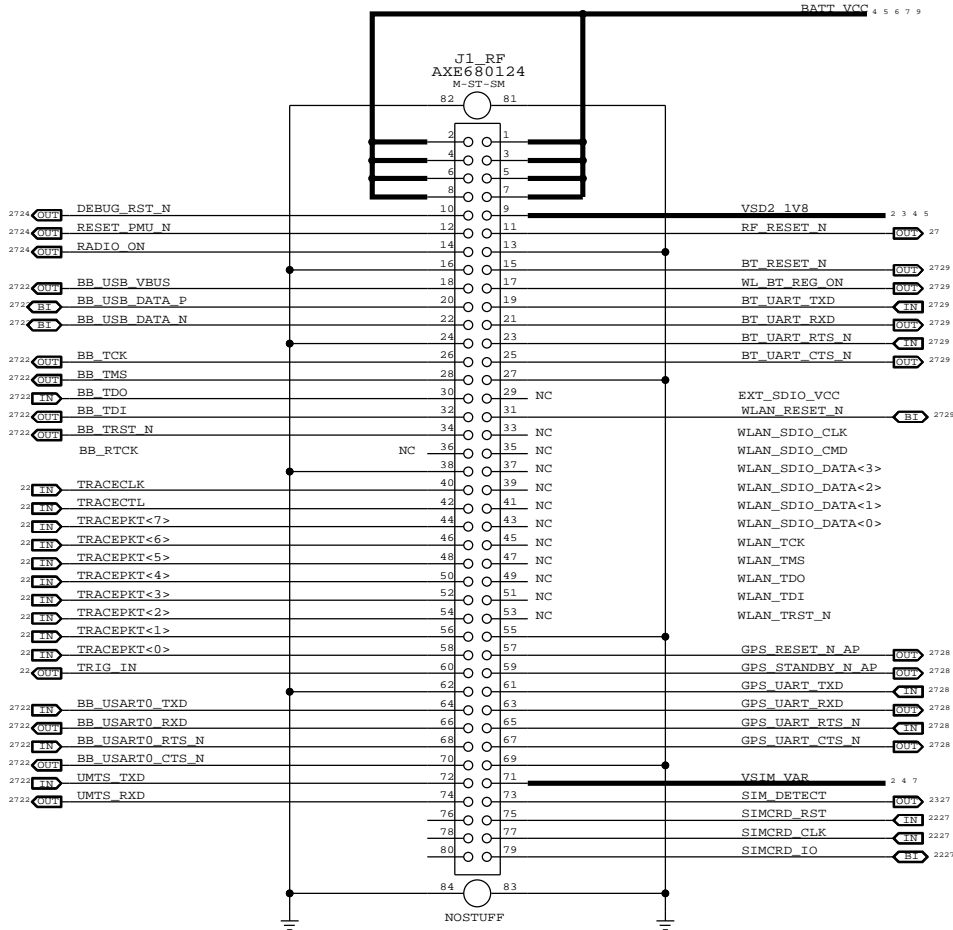 BATT_VCC 4 5 6 7 9
J1_RF
AXE680124
M-ST-SM
82 81
2 1
4 3
6 5
8 7
2724 OUT DEBUG_RST_N 10 9 VSD2_1V8 2 3 4 5
2724 OUT RESET_PMU_N 12 11 RF_RESET_N OUT 27
2724 OUT RADIO_ON 14 13
16 15 BT_RESET_N OUT 2729
2722 OUT BB_USB_VBUS 18 17 WL_BT_REG_ON OUT 2729
2722 BI BB_USB_DATA_P 20 19 BT_UART_TXD IN 2729
2722 BI BB_USB_DATA_N 22 21 BT_UART_RXD OUT 2729
24 23 BT_UART_RTS_N IN 2729
2722 OUT BB_TCK 26 25 BT_UART_CTS_N OUT 2729
2722 OUT BB_TMS 28 27
2722 IN BB_TDO 30 29 NC EXT_SDIO_VCC
2722 OUT BB_TDI 32 31 WLAN_RESET_N BI 2729
2722 OUT BB_TRST_N 34 33 NC WLAN_SDIO_CLK
BB_RTCK NC 36 35 NC WLAN_SDIO_CMD
38 37 NC WLAN_SDIO_DATA<3>
22 IN TRACECLK 40 39 NC WLAN_SDIO_DATA<2>
22 IN TRACECTL 42 41 NC WLAN_SDIO_DATA<1>
22 IN TRACEPKT<7> 44 43 NC WLAN_SDIO_DATA<0>
22 IN TRACEPKT<6> 46 45 NC WLAN_TCK
22 IN TRACEPKT<5> 48 47 NC WLAN_TMS
22 IN TRACEPKT<4> 50 49 NC WLAN_TDO
22 IN TRACEPKT<3> 52 51 NC WLAN_TDI
22 IN TRACEPKT<2> 54 53 NC WLAN_TRST_N
22 IN TRACEPKT<1> 56 55
22 IN TRACEPKT<0> 58 57 GPS_RESET_N_AP OUT 2728
22 OUT TRIG_IN 60 59 GPS_STANDBY_N_AP OUT 2728
62 61 GPS_UART_TXD IN 2728
2722 IN BB_USART0_TXD 64 63 GPS_UART_RXD OUT 2728
2722 OUT BB_USART0_RXD 66 65 GPS_UART_RTS_N IN 2728
2722 IN BB_USART0_RTS_N 68 67 GPS_UART_CTS_N OUT 2728
2722 OUT BB_USART0_CTS_N 70 69
2722 IN UMTS_TXD 72 71 VSIM_VAR 2 4 7
2722 OUT UMTS_RXD 74 73 SIM_DETECT OUT 2327
76 75 SIMCRD_RST IN 2227
78 77 SIMCRD_CLK IN 2227
80 79 SIMCRD_IO BI 2227
84 83
NOSTUFF